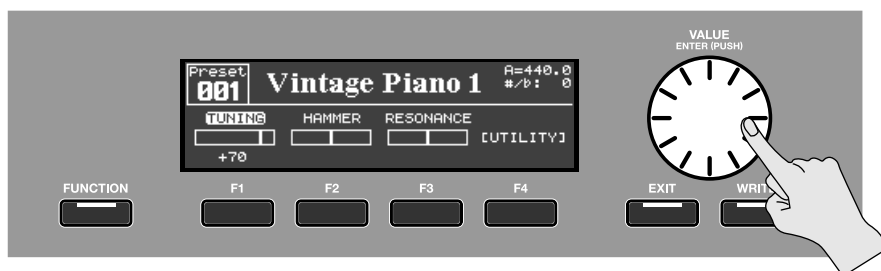 VALUE
ENTER (PUSH)
Preset
001
Vintage Piano 1
A=440.0
#/b: 0
TUNING HAMMER RESONANCE
[UTILITY]
+70
FUNCTION F1 F2 F3 F4 EXIT